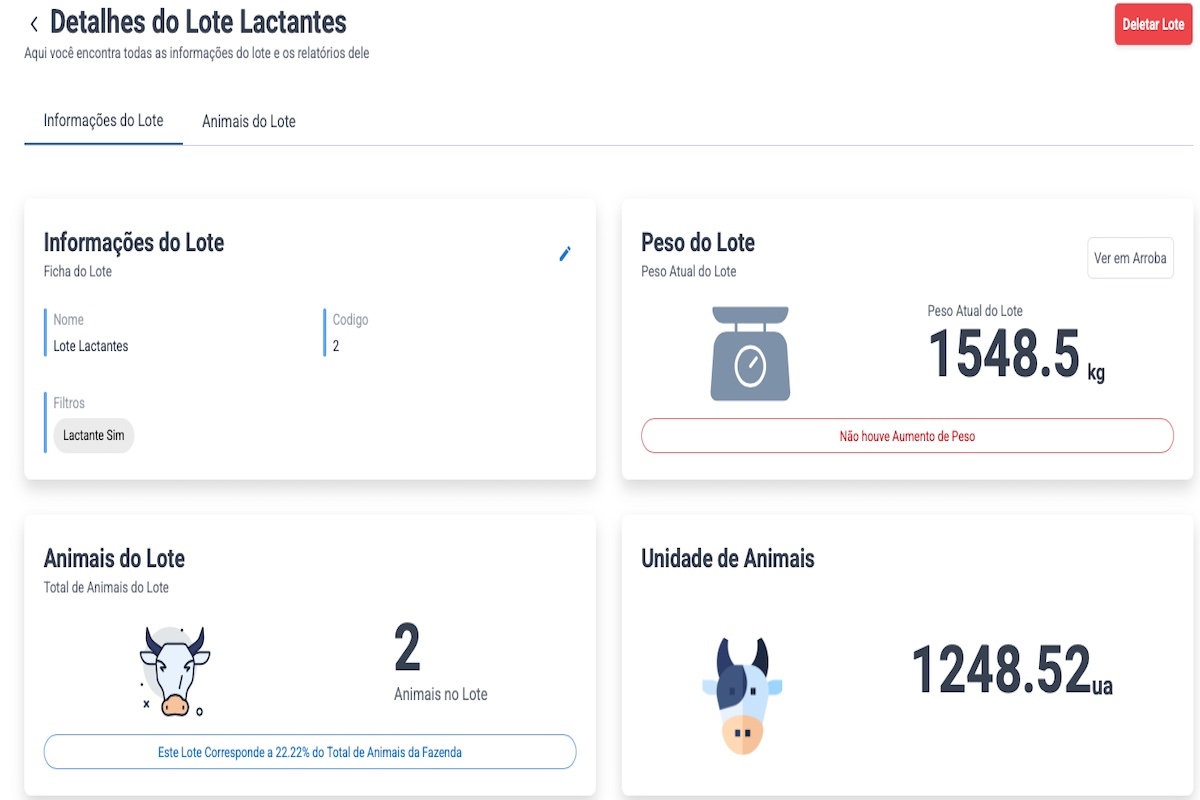 Detalhes do Lote Lactantes
Deletar Lote
Aqui você encontra todas as informações do lote e os relatórios dele
Informações do Lote
Animais do Lote
Informações do Lote
Ficha do Lote
Nome
Lote Lactantes
Codigo
2
Filtros
Lactante Sim
Peso do Lote
Peso Atual do Lote
Ver em Arroba
Peso Atual do Lote
1548.5 kg
Não houve Aumento de Peso
Animais do Lote
Total de Animais do Lote
2
Animais no Lote
Este Lote Corresponde a 22.22% do Total de Animais da Fazenda
Unidade de Animais
1248.52ua